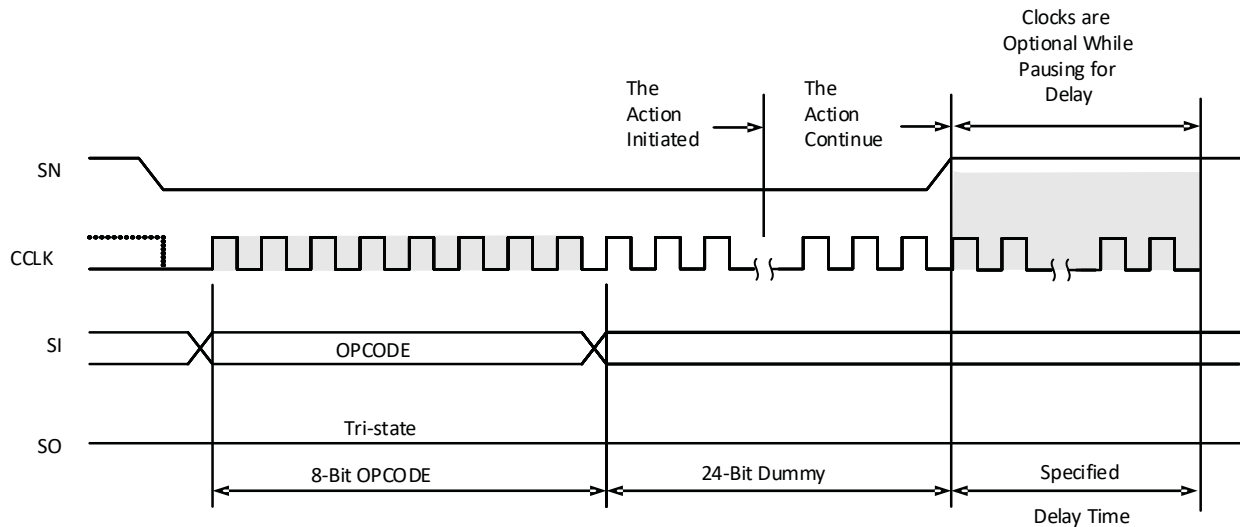 Clocks are
Optional While
Pausing for
Delay
The
Action
Initiated
The
Action
Continue
SN
CCLK
SI
OPCODE
SO
Tri-state
8-Bit OPCODE
24-Bit Dummy
Specified
Delay Time